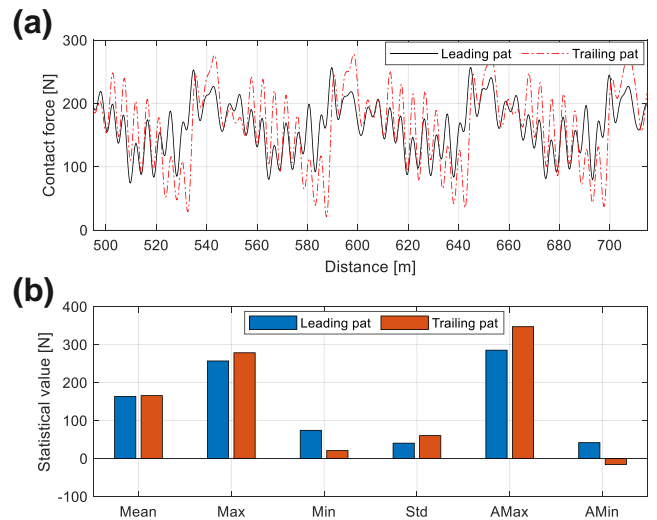 (a)
300
200
100
0
Contact force [N]
Leading pat
Trailing pat
500 520 540 560 580 600 620 640 660 680 700
Distance [m]
(b)
400
300
200
100
0
-100
Statistical value [N]
Leading pat
Trailing pat
Mean Max Min Std AMax AMin